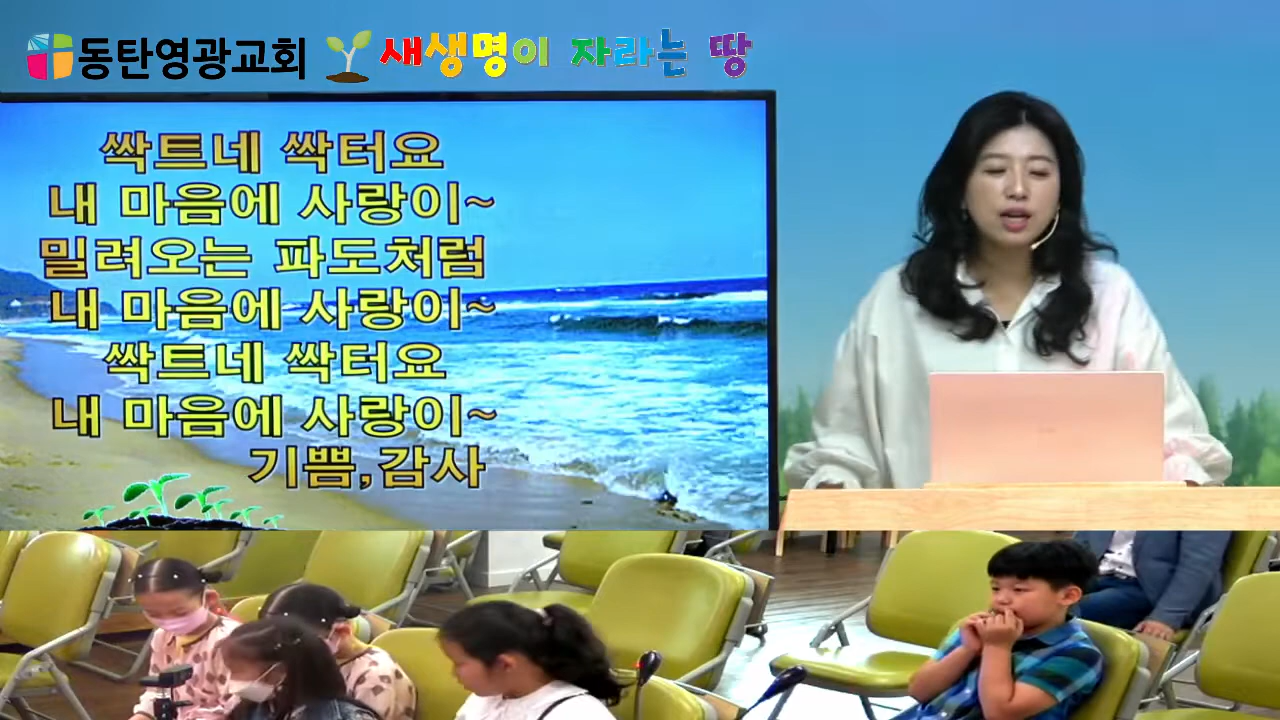 동탄영광교회 새생명이 자라는 땅
싹트네 싹터요
내 마음에 사랑이~
밀려오는 파도처럼
내 마음에 사랑이~
싹트네 싹터요
내 마음에 사랑이~
기쁨,감사